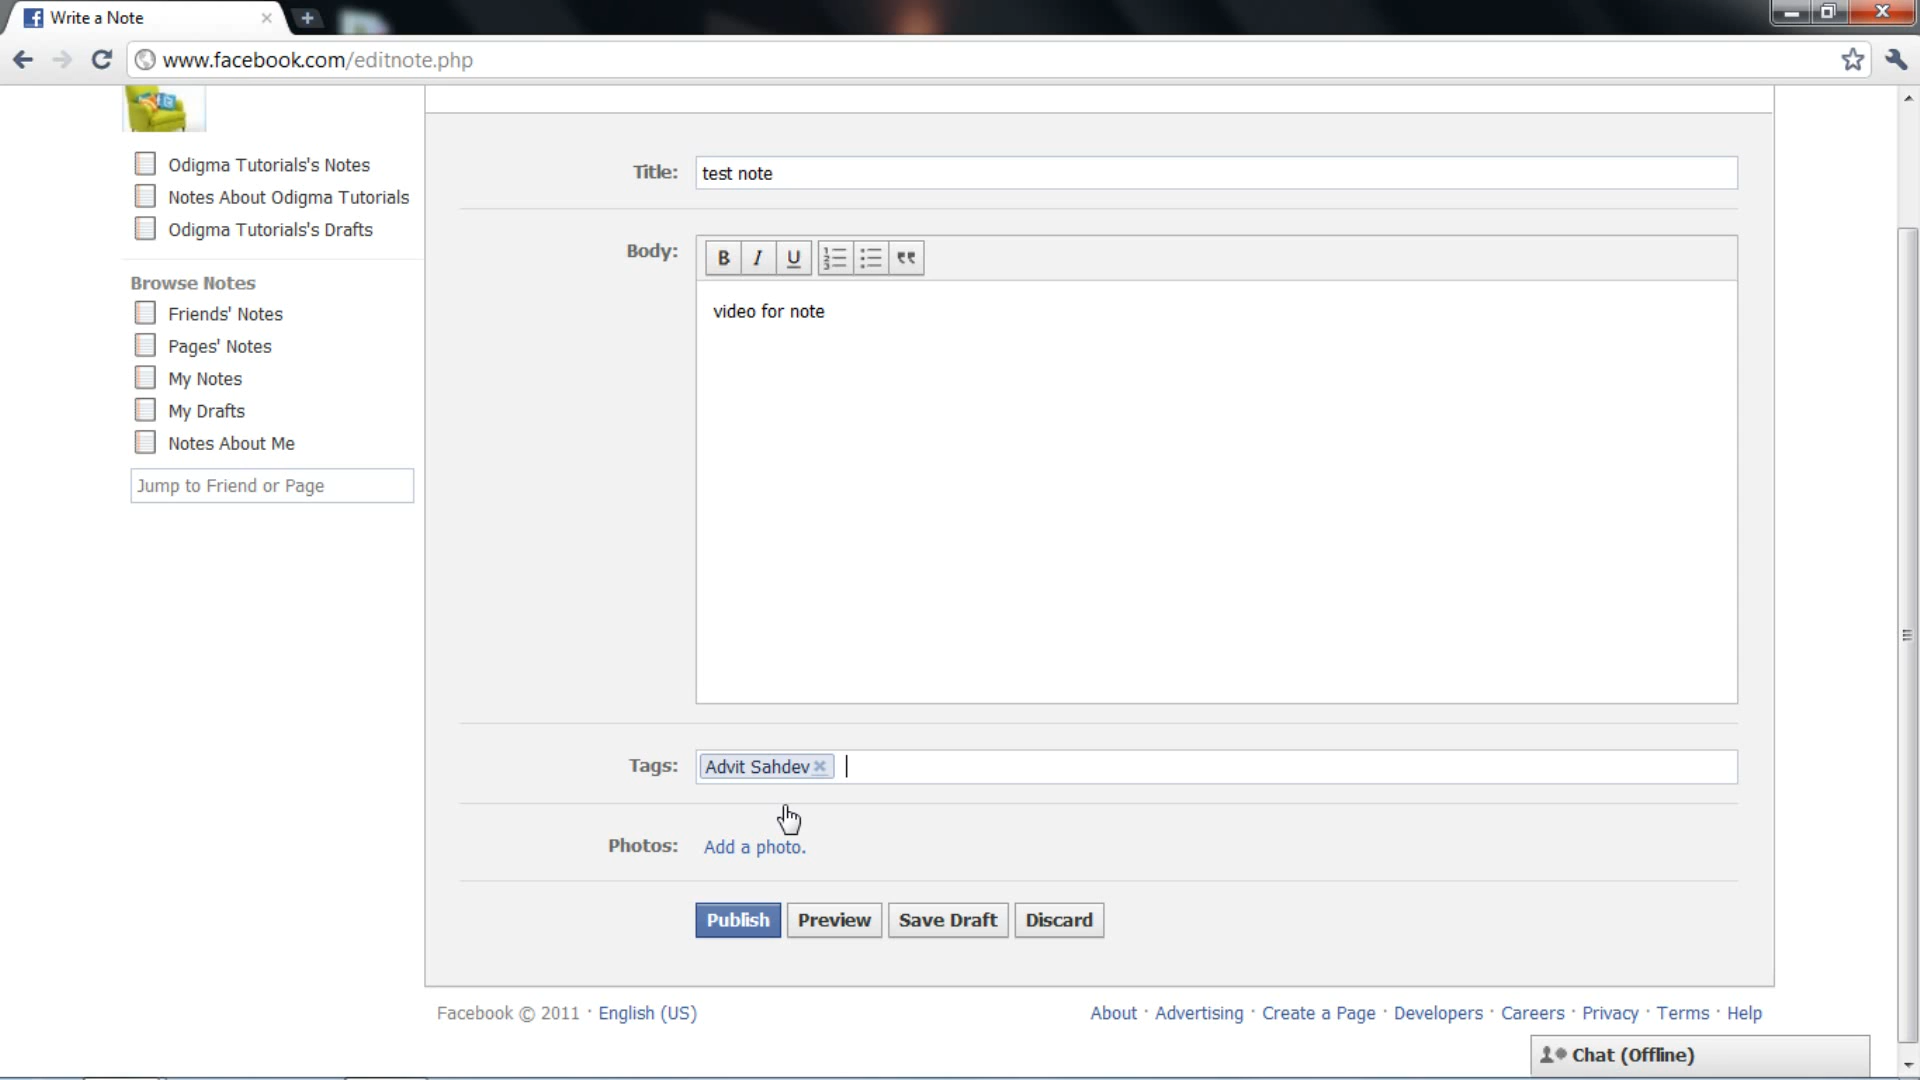 Write a Note
www.facebook.com/editnote.php
Odigma Tutorials's Notes
Notes About Odigma Tutorials
Odigma Tutorials's Drafts
Browse Notes
Friends' Notes
Pages' Notes
My Notes
My Drafts
Notes About Me
Jump to Friend or Page
Title: test note
Body: B I U
video for note
Tags: Advit Sahdev
Photos: Add a photo.
Publish Preview Save Draft Discard
Facebook © 2011 · English (US)
About · Advertising · Create a Page · Developers · Careers · Privacy · Terms · Help
Chat (Offline)